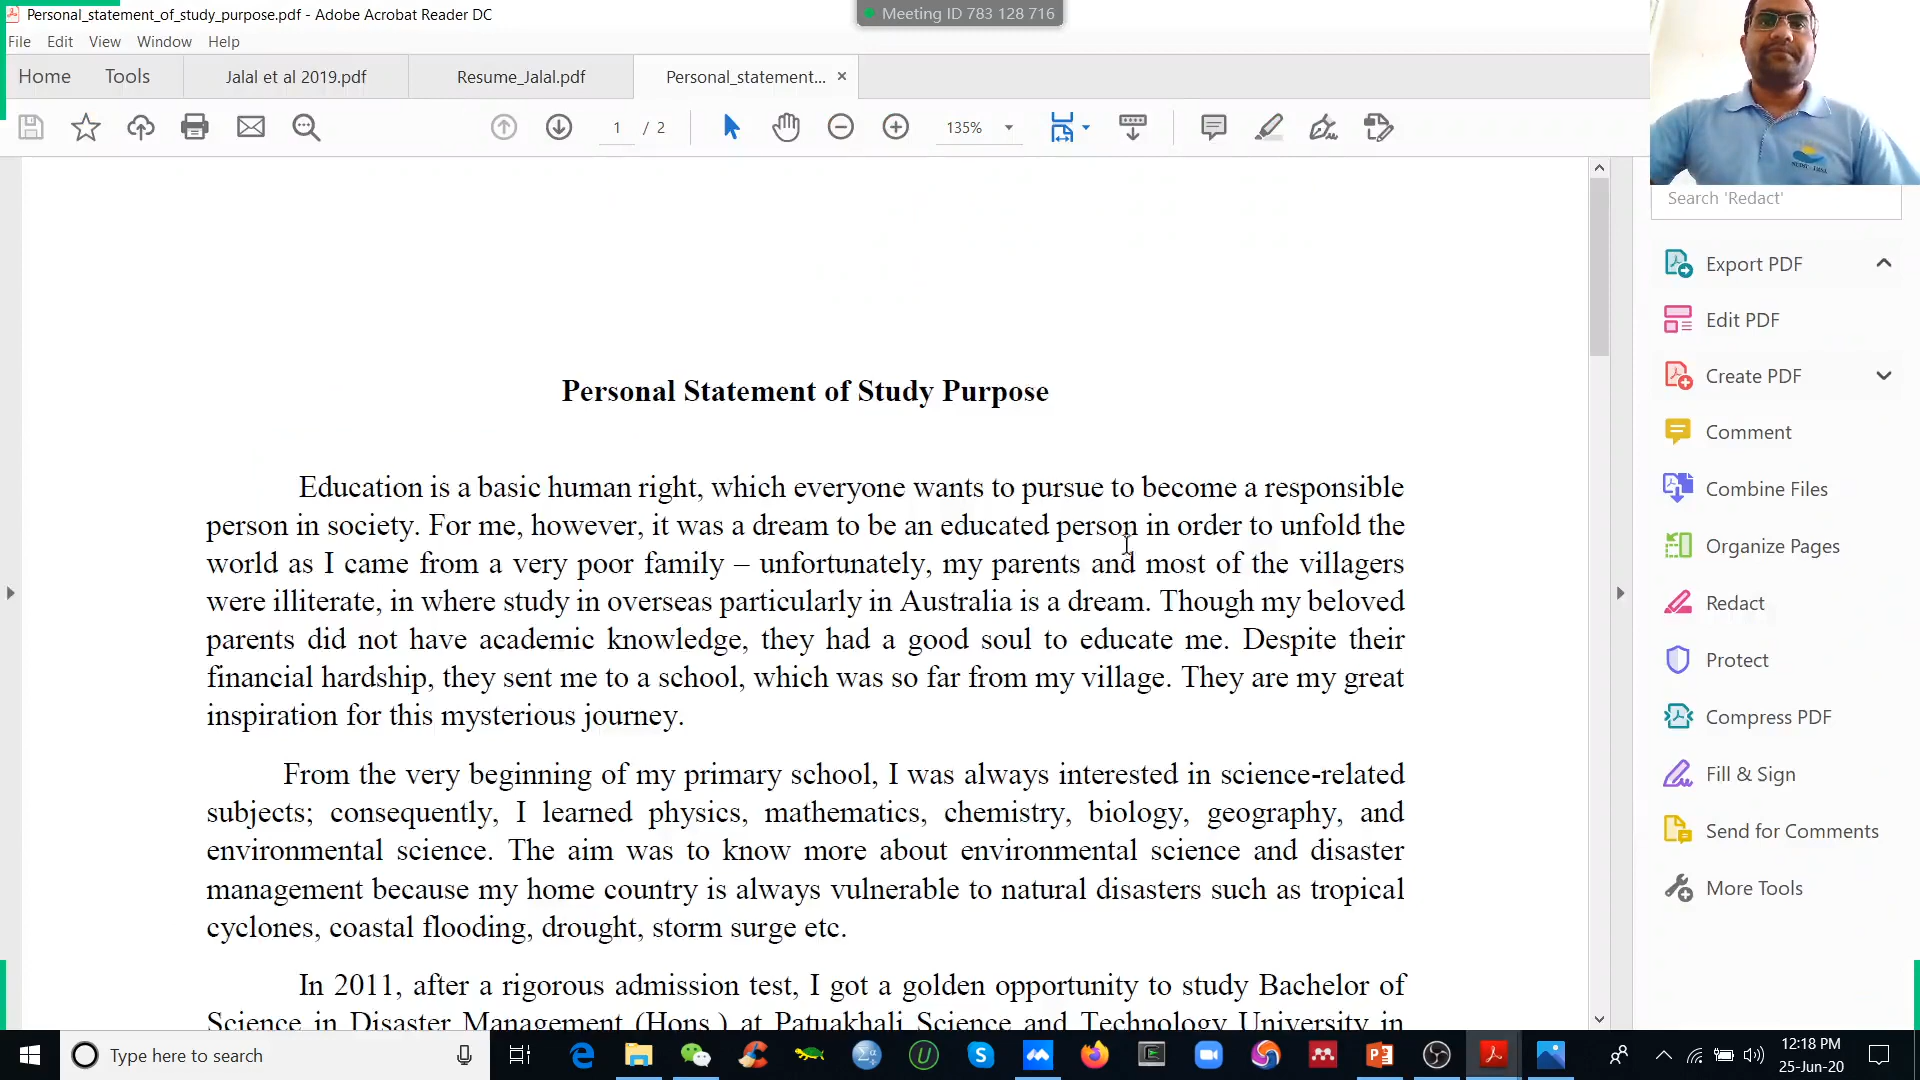 Personal_statement_of_study_purpose.pdf - Adobe Acrobat Reader DC
Meeting ID 783 128 716
File Edit View Window Help
Home Tools Jalal et al 2019.pdf Resume_Jalal.pdf Personal_statement... ×
1 / 2 135%
Search 'Redact'
Export PDF
Edit PDF
Create PDF
Comment
Combine Files
Organize Pages
Redact
Protect
Compress PDF
Fill & Sign
Send for Comments
More Tools
Personal Statement of Study Purpose
Education is a basic human right, which everyone wants to pursue to become a responsible
person in society. For me, however, it was a dream to be an educated person in order to unfold the
world as I came from a very poor family – unfortunately, my parents and most of the villagers
were illiterate, in where study in overseas particularly in Australia is a dream. Though my beloved
parents did not have academic knowledge, they had a good soul to educate me. Despite their
financial hardship, they sent me to a school, which was so far from my village. They are my great
inspiration for this mysterious journey.
From the very beginning of my primary school, I was always interested in science-related
subjects; consequently, I learned physics, mathematics, chemistry, biology, geography, and
environmental science. The aim was to know more about environmental science and disaster
management because my home country is always vulnerable to natural disasters such as tropical
cyclones, coastal flooding, drought, storm surge etc.
In 2011, after a rigorous admission test, I got a golden opportunity to study Bachelor of
Science in Disaster Management (Hons.) at Patuakhali Science and Technology University in
Type here to search
12:18 PM
25-Jun-20